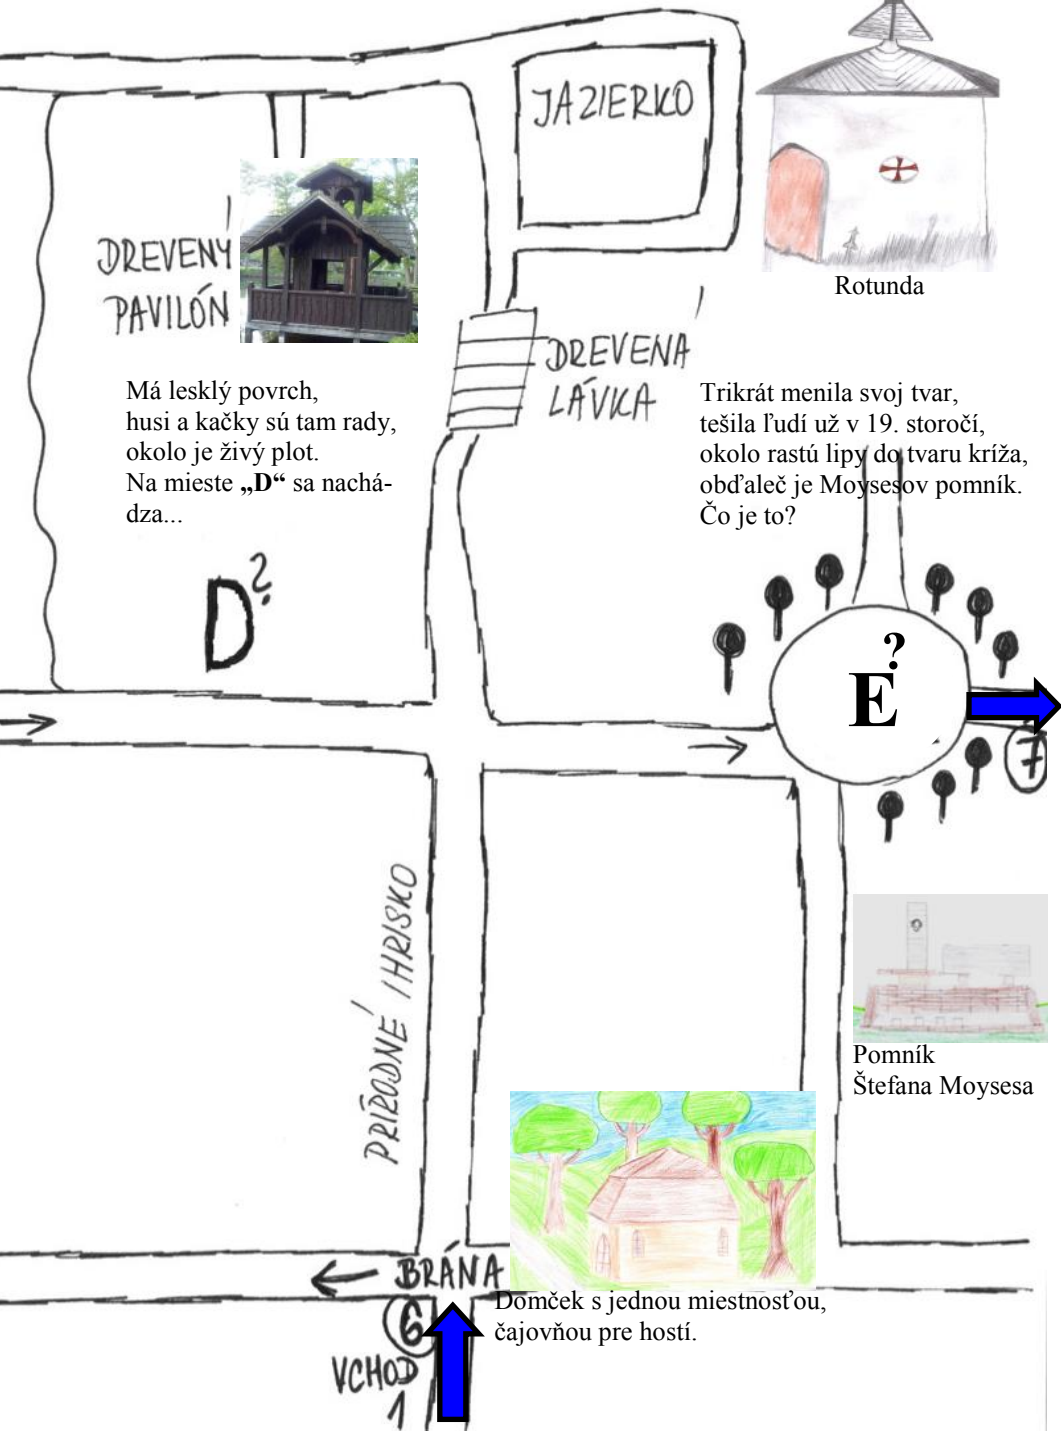 JAZIERKO
Rotunda
DREVENÝ
PAVILÓN
DREVENÁ
LÁVKA
Má lesklý povrch,
husi a kačky sú tam rady,
okolo je živý plot.
Na mieste „D“ sa nachá-
dza...
Trikrát menila svoj tvar,
tešila ľudí už v 19. storočí,
okolo rastú lipy do tvaru kríža,
obďaleč je Moysesov pomník.
Čo je to?
D?
E?
7
PRÍRODNÉ IHRISKO
Pomník
Štefana Moysesa
BRÁNA
Domček s jednou miestnosťou,
čajovňou pre hostí.
6
VCHOD
1